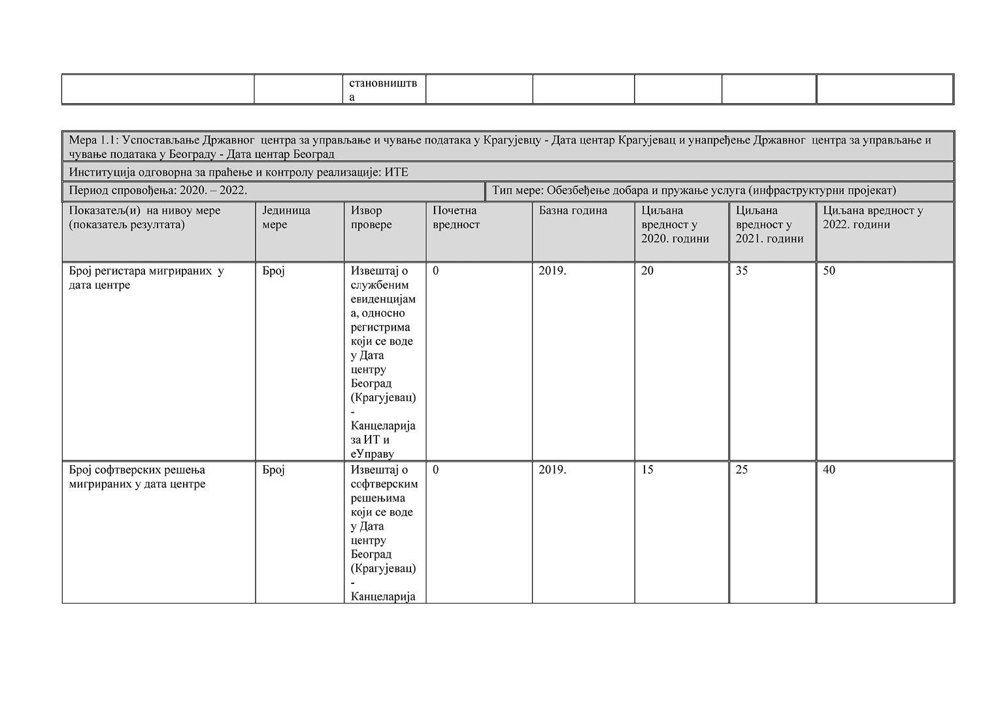 становништв
а
Мера 1.1: Успостављање Државног центра за управљање и чување података у Крагујевцу - Дата центар Крагујевац и унапређење Државног центра за управљање и
чување података у Београду - Дата центар Београд
Институција одговорна за праћење и контролу реализације: ИТЕ
Период спровођења: 2020. – 2022.
Тип мере: Обезбеђење добара и пружање услуга (инфраструктурни пројекат)
Показатељ(и) на нивоу мере
(показатељ резултата)
Јединица
мере
Извор
провере
Почетна
вредност
Базна година
Циљана
вредност у
2020. години
Циљана
вредност у
2021. години
Циљана вредност у
2022. години
Број регистара мигрираних у
дата центре
Број
Извештај о
службеним
евиденцијам
а, односно
регистрима
који се воде
у Дата
центру
Београд
(Крагујевац)
-
Канцеларија
за ИТ и
еУправу
0
2019.
20
35
50
Број софтверских решења
мигрираних у дата центре
Број
Извештај о
софтверским
решењима
који се воде
у Дата
центру
Београд
(Крагујевац)
-
Канцеларија
0
2019.
15
25
40